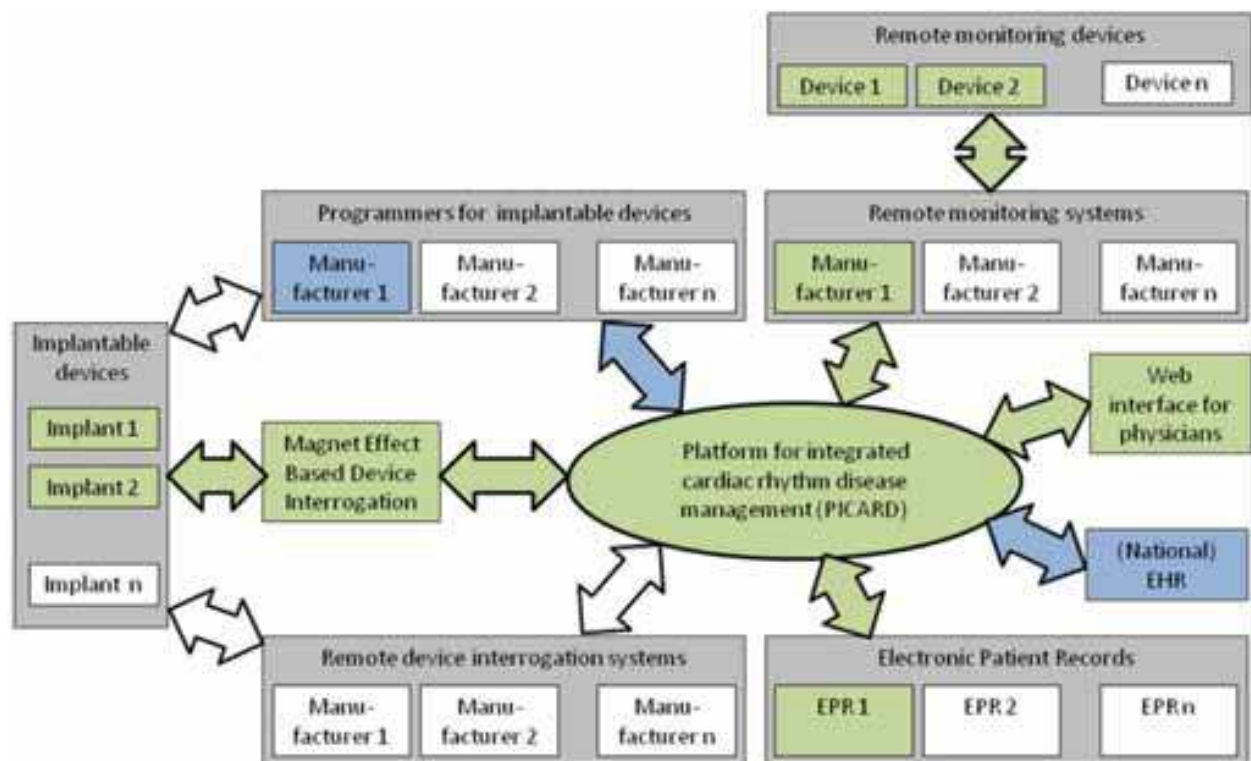 Remote monitoring devices
Device 1
Device 2
Device n
Programmers for implantable devices
Manu-
facturer 1
Manu-
facturer 2
Manu-
facturer n
Remote monitoring systems
Manu-
facturer 1
Manu-
facturer 2
Manu-
facturer n
Implantable
devices
Implant 1
Implant 2
Implant n
Magnet Effect
Based Device
Interrogation
Platform for integrated
cardiac rhythm disease
management (PICARD)
Web
interface for
physicians
(National)
EHR
Remote device interrogation systems
Manu-
facturer 1
Manu-
facturer 2
Manu-
facturer n
Electronic Patient Records
EPR 1
EPR 2
EPR n